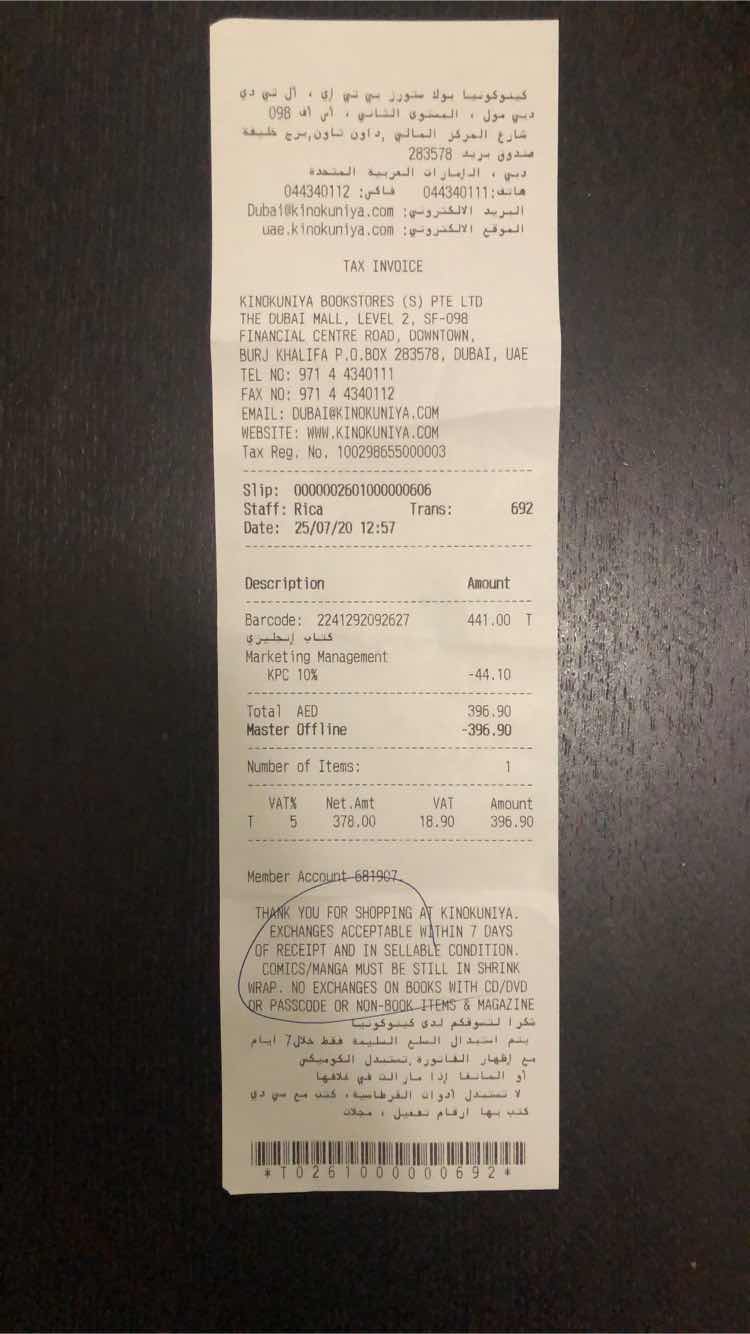 كينوكونيا بوك ستورز بي تي إي ، أل تي دي
دبي مول ، المستوى الثاني ، أس أف 098
شارع المركز المالي ,داون تاون,برج خليفة
صندوق بريد 283578
دبي ، الإمارات العربية المتحدة
هاتف:044340111 فاكس: 044340112
البريد الالكتروني: Dubai@kinokuniya.com
الموقع الالكتروني: uae.kinokuniya.com
TAX INVOICE
KINOKUNIYA BOOKSTORES (S) PTE LTD
THE DUBAI MALL, LEVEL 2, SF-098
FINANCIAL CENTRE ROAD, DOWNTOWN,
BURJ KHALIFA P.O.BOX 283578, DUBAI, UAE
TEL NO: 971 4 4340111
FAX NO: 971 4 4340112
EMAIL: DUBAI@KINOKUNIYA.COM
WEBSITE: WWW.KINOKUNIYA.COM
Tax Reg. No. 100298655000003
Slip: 0000002601000000606
Staff: Rica Trans: 692
Date: 25/07/20 12:57
Description Amount
Barcode: 2241292092627 441.00 T
كتاب إنجليزي
Marketing Management
KPC 10% -44.10
Total AED 396.90
Master Offline -396.90
Number of Items: 1
VAT% Net.Amt VAT Amount
T 5 378.00 18.90 396.90
Member Account 681907.
THANK YOU FOR SHOPPING AT KINOKUNIYA.
EXCHANGES ACCEPTABLE WITHIN 7 DAYS
OF RECEIPT AND IN SELLABLE CONDITION.
COMICS/MANGA MUST BE STILL IN SHRINK
WRAP. NO EXCHANGES ON BOOKS WITH CD/DVD
OR PASSCODE OR NON-BOOK ITEMS & MAGAZINE
شكرا لتسوقكم لدى كينوكونيا
يتم استبدال السلع السليمة فقط خلال7 ايام
مع إظهار الفاتورة,تستبدل الكوميكس
أو المانغا إذا مازالت في غلافها
لا تستبدل أدوات القرطاسية، كتب مع سي دي
كتب بها ارقام تفعيل ، مجلات
*T0261000000692*